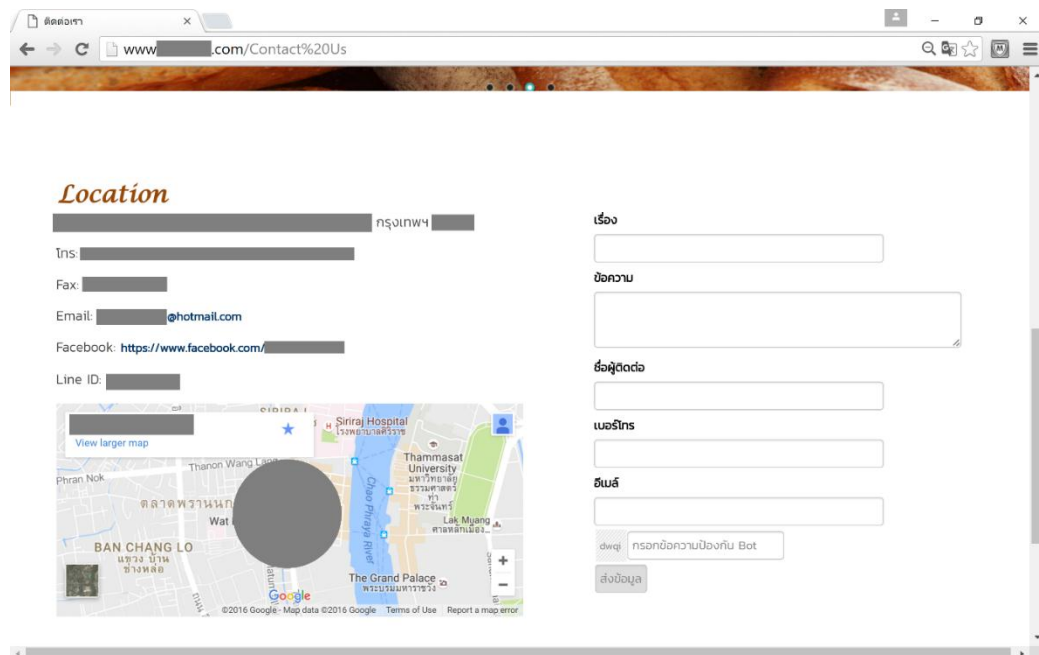 ติดต่อเรา
www .com/Contact%20Us
Location
กรุงเทพฯ
โทร:
Fax:
Email: @hotmail.com
Facebook: https://www.facebook.com/
Line ID:
View larger map
Siriraj Hospital
โรงพยาบาลศิริราช
Thanon Wang Lang
Phran Nok
Thammasat
University
มหาวิทยาลัย
ธรรมศาสตร์
ท่า
พระจันทร์
Chao Phraya River
Wat
Lak Muang
ศาลหลักเมือง...
BAN CHANG LO
แขวง บ้าน
ช่างหล่อ
The Grand Palace
พระบรมมหาราชวัง
Google
©2016 Google - Map data ©2016 Google Terms of Use Report a map error
เรื่อง
ข้อความ
ชื่อผู้ติดต่อ
เบอร์โทร
อีเมล์
dwqi กรอกข้อความป้องกัน Bot
ส่งข้อมูล